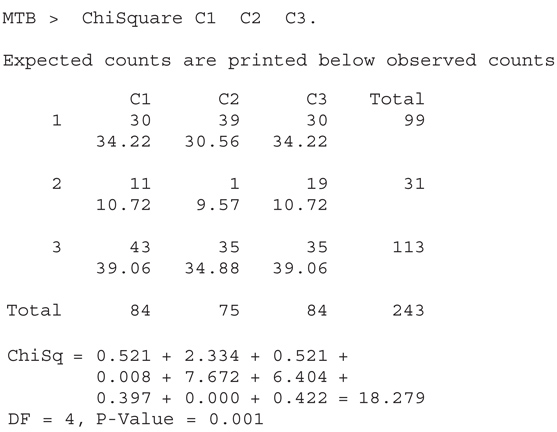 MTB >  ChiSquare C1  C2  C3.
Expected counts are printed below observed counts
C1 C2 C3 Total
1 30 39 30 99
34.22 30.56 34.22
2 11 1 19 31
10.72 9.57 10.72
3 43 35 35 113
39.06 34.88 39.06
Total 84 75 84 243
ChiSq = 0.521 + 2.334 + 0.521 +
0.008 + 7.672 + 6.404 +
0.397 + 0.000 + 0.422 = 18.279
DF = 4, P-Value = 0.001